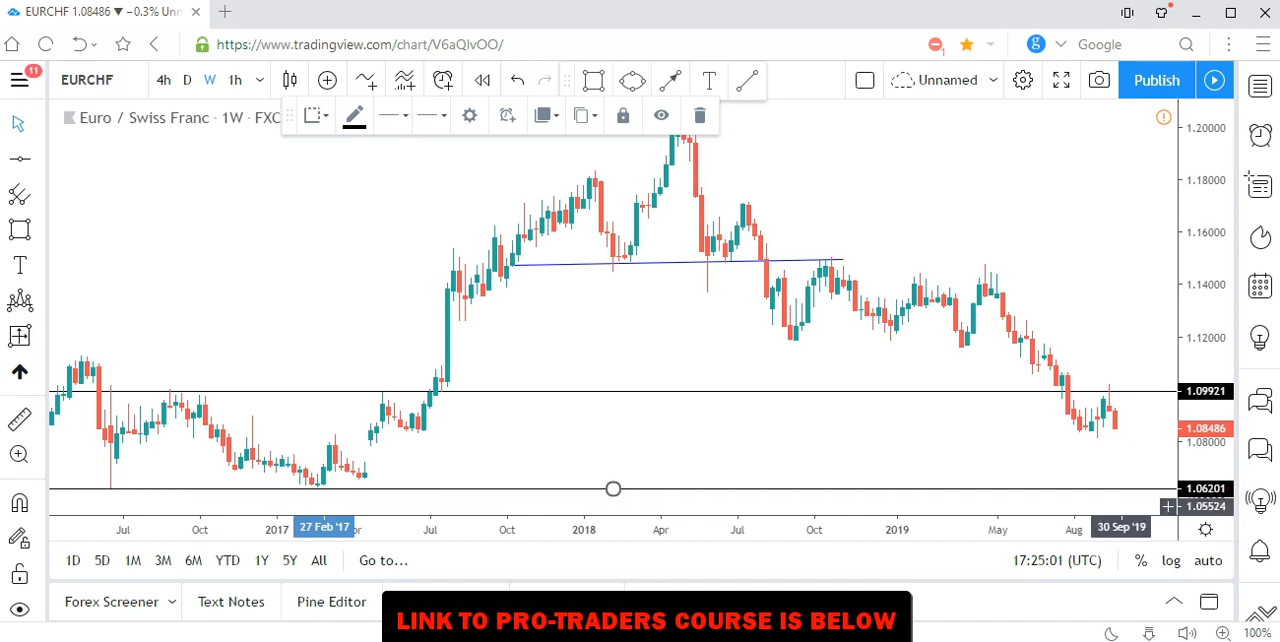 EURCHF 1.08486 ▼ −0.3% Unn
https://www.tradingview.com/chart/V6aQlvOO/
1
g
Google
11
EURCHF
4h D W 1h
T
Unnamed
Publish
Euro / Swiss Franc · 1W · FXC
T
1.20000
1.18000
1.16000
1.14000
1.12000
1.09921
1.08486
1.08000
1.06201
1.05524
Jul Oct 2017 27 Feb '17 pr Jul Oct 2018 Apr Jul Oct 2019 May Aug 30 Sep '19
1D 5D 1M 3M 6M YTD 1Y 5Y All Go to... 17:25:01 (UTC) % log auto
Forex Screener Text Notes Pine Editor
LINK TO PRO-TRADERS COURSE IS BELOW
100%